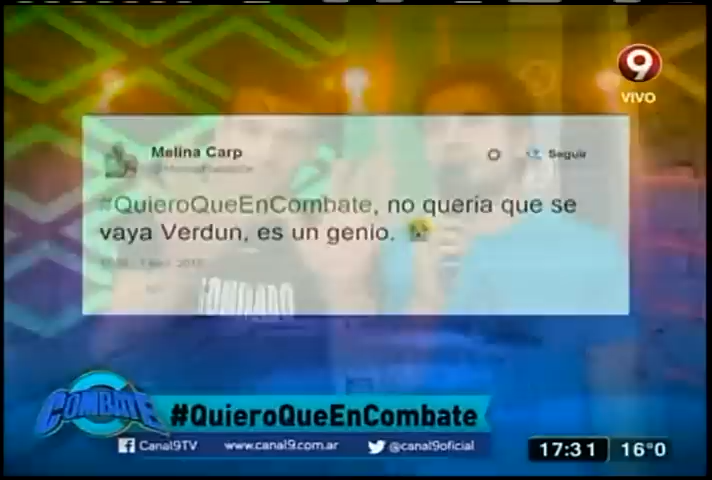 9
VIVO
Melina Carp
Seguir
#QuieroQueEnCombate, no quería que se
vaya Verdun, es un genio.
COMBATE
#QuieroQueEnCombate
Canal9TV www.canal9.com.ar @canal9oficial
17:31 16°0